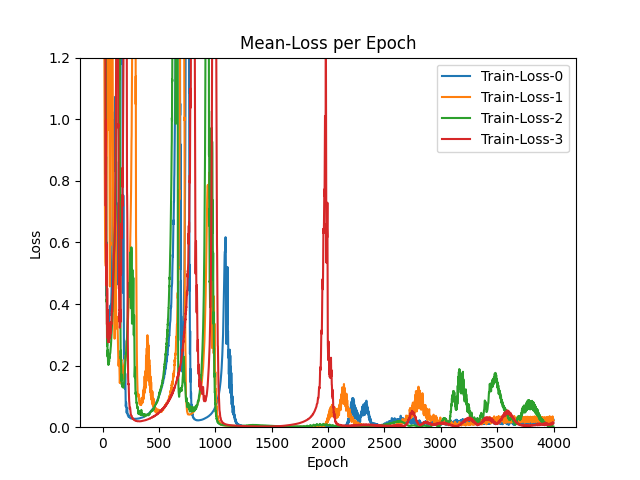 Mean-Loss per Epoch
1.2
1.0
0.8
0.6
0.4
0.2
0.0
Loss
Train-Loss-0
Train-Loss-1
Train-Loss-2
Train-Loss-3
0 500 1000 1500 2000 2500 3000 3500 4000
Epoch